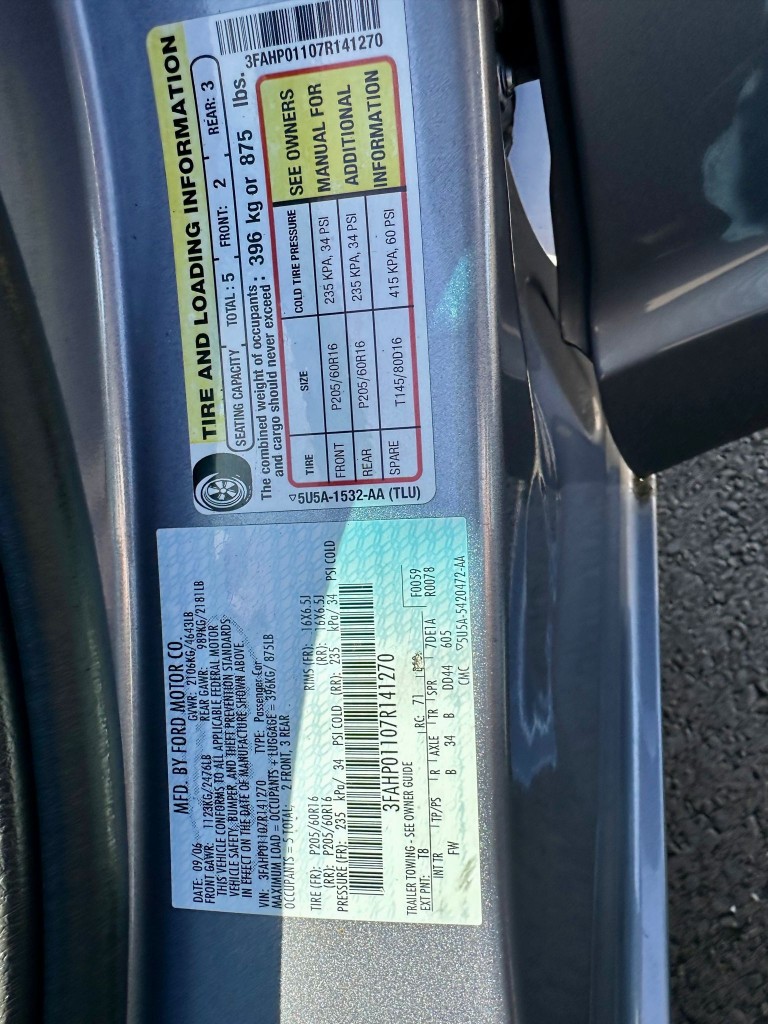 3FAHP01107R141270
TIRE AND LOADING INFORMATION
SEATING CAPACITY TOTAL: 5 FRONT: 2 REAR: 3
The combined weight of occupants
and cargo should never exceed : 396 kg or 875 lbs.
TIRE SIZE COLD TIRE PRESSURE
FRONT P205/60R16 235 KPA, 34 PSI
REAR P205/60R16 235 KPA, 34 PSI
SPARE T145/80D16 415 KPA, 60 PSI
SEE OWNERS
MANUAL FOR
ADDITIONAL
INFORMATION
▽5U5A-1532-AA (TLU)
MFD. BY FORD MOTOR CO.
DATE: 09/06 GVWR: 2106KG/4643LB
FRONT GAWR: 1123KG/2476LB REAR GAWR: 989KG/2181LB
THIS VEHICLE CONFORMS TO ALL APPLICABLE FEDERAL MOTOR
VEHICLE SAFETY, BUMPER, AND THEFT PREVENTION STANDARDS
IN EFFECT ON THE DATE OF MANUFACTURE SHOWN ABOVE.
VIN: 3FAHP01107R141270 TYPE: Passenger Car
MAXIMUM LOAD = OCCUPANTS + LUGGAGE = 396KG/ 875LB
OCCUPANTS = 5 TOTAL: 2 FRONT, 3 REAR
TIRE (FR): P205/60R16 RIMS (FR): 16X6.5J
(RR): P205/60R16 (RR): 16X6.5J
PRESSURE (FR): 235 kPa/ 34 PSI COLD (RR): 235 kPa/ 34 PSI COLD
3FAHP01107R141270
TRAILER TOWING - SEE OWNER GUIDE F0059
EXT PNT: T8 RC: 71 7DE1A R0078
INT TR TP/PS R AXLE TR SPR 605
FW B 34 B DD44
CMC ▽5U5A-5420472-AA